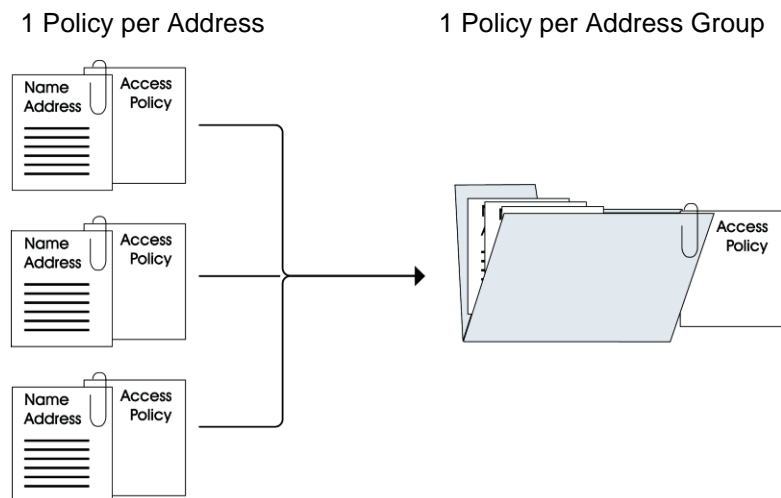 1 Policy per Address
1 Policy per Address Group
Name
Address
Access
Policy
Name
Address
Access
Policy
Name
Address
Access
Policy
Access
Policy